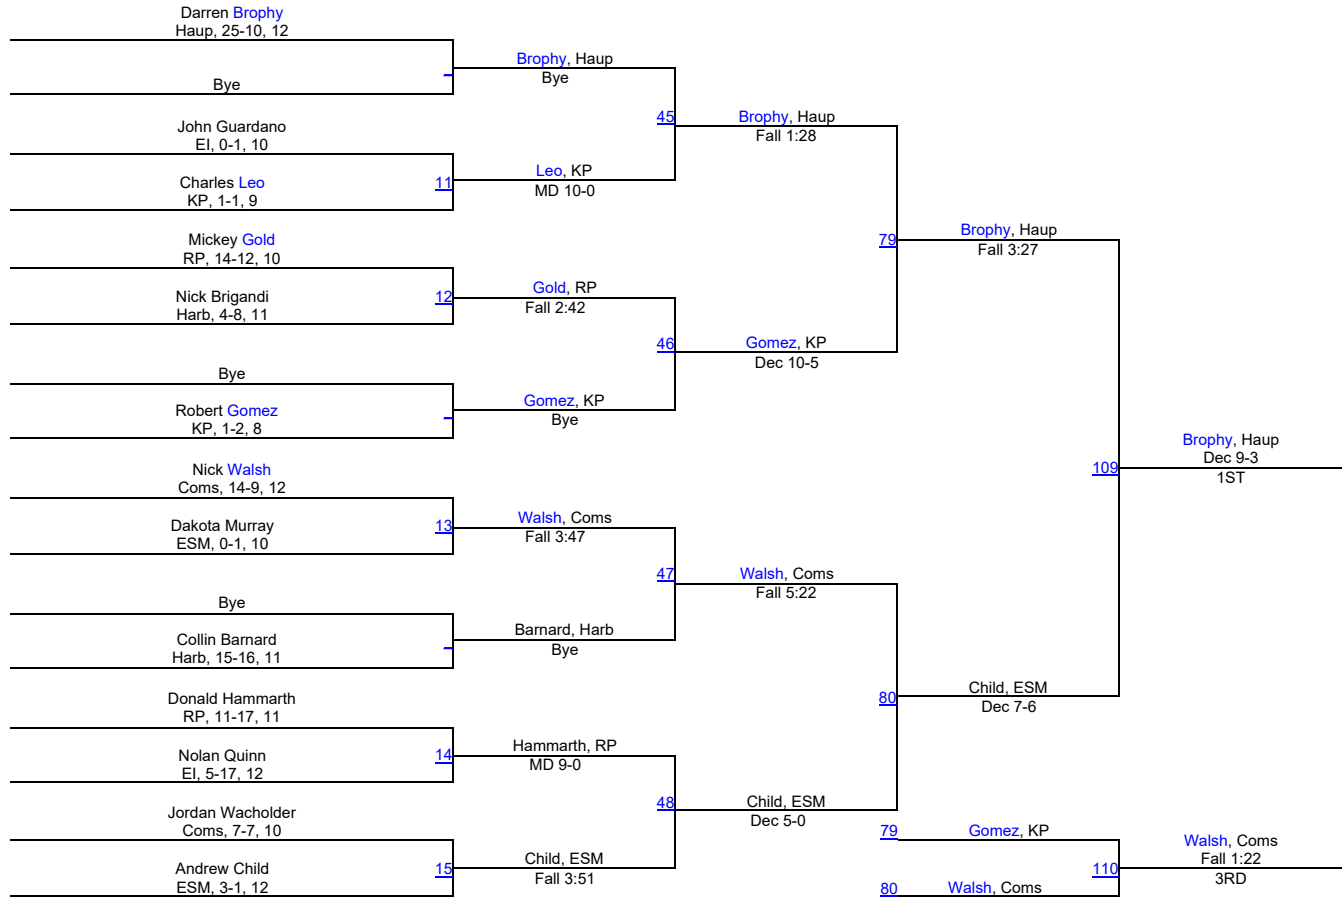 Darren Brophy
Haup, 25-10, 12
Bye
John Guardano
EI, 0-1, 10
Charles Leo
KP, 1-1, 9
Mickey Gold
RP, 14-12, 10
Nick Brigandi
Harb, 4-8, 11
Bye
Robert Gomez
KP, 1-2, 8
Nick Walsh
Coms, 14-9, 12
Dakota Murray
ESM, 0-1, 10
Bye
Collin Barnard
Harb, 15-16, 11
Donald Hammarth
RP, 11-17, 11
Nolan Quinn
EI, 5-17, 12
Jordan Wacholder
Coms, 7-7, 10
Andrew Child
ESM, 3-1, 12
11
12
13
14
15
Brophy, Haup
Bye
Leo, KP
MD 10-0
Gold, RP
Fall 2:42
Gomez, KP
Bye
Walsh, Coms
Fall 3:47
Barnard, Harb
Bye
Hammarth, RP
MD 9-0
Child, ESM
Fall 3:51
45
46
47
48
Brophy, Haup
Fall 1:28
Gomez, KP
Dec 10-5
Walsh, Coms
Fall 5:22
Child, ESM
Dec 5-0
79
80
Brophy, Haup
Fall 3:27
Child, ESM
Dec 7-6
109
Brophy, Haup
Dec 9-3
1ST
79
Gomez, KP
80
Walsh, Coms
110
Walsh, Coms
Fall 1:22
3RD